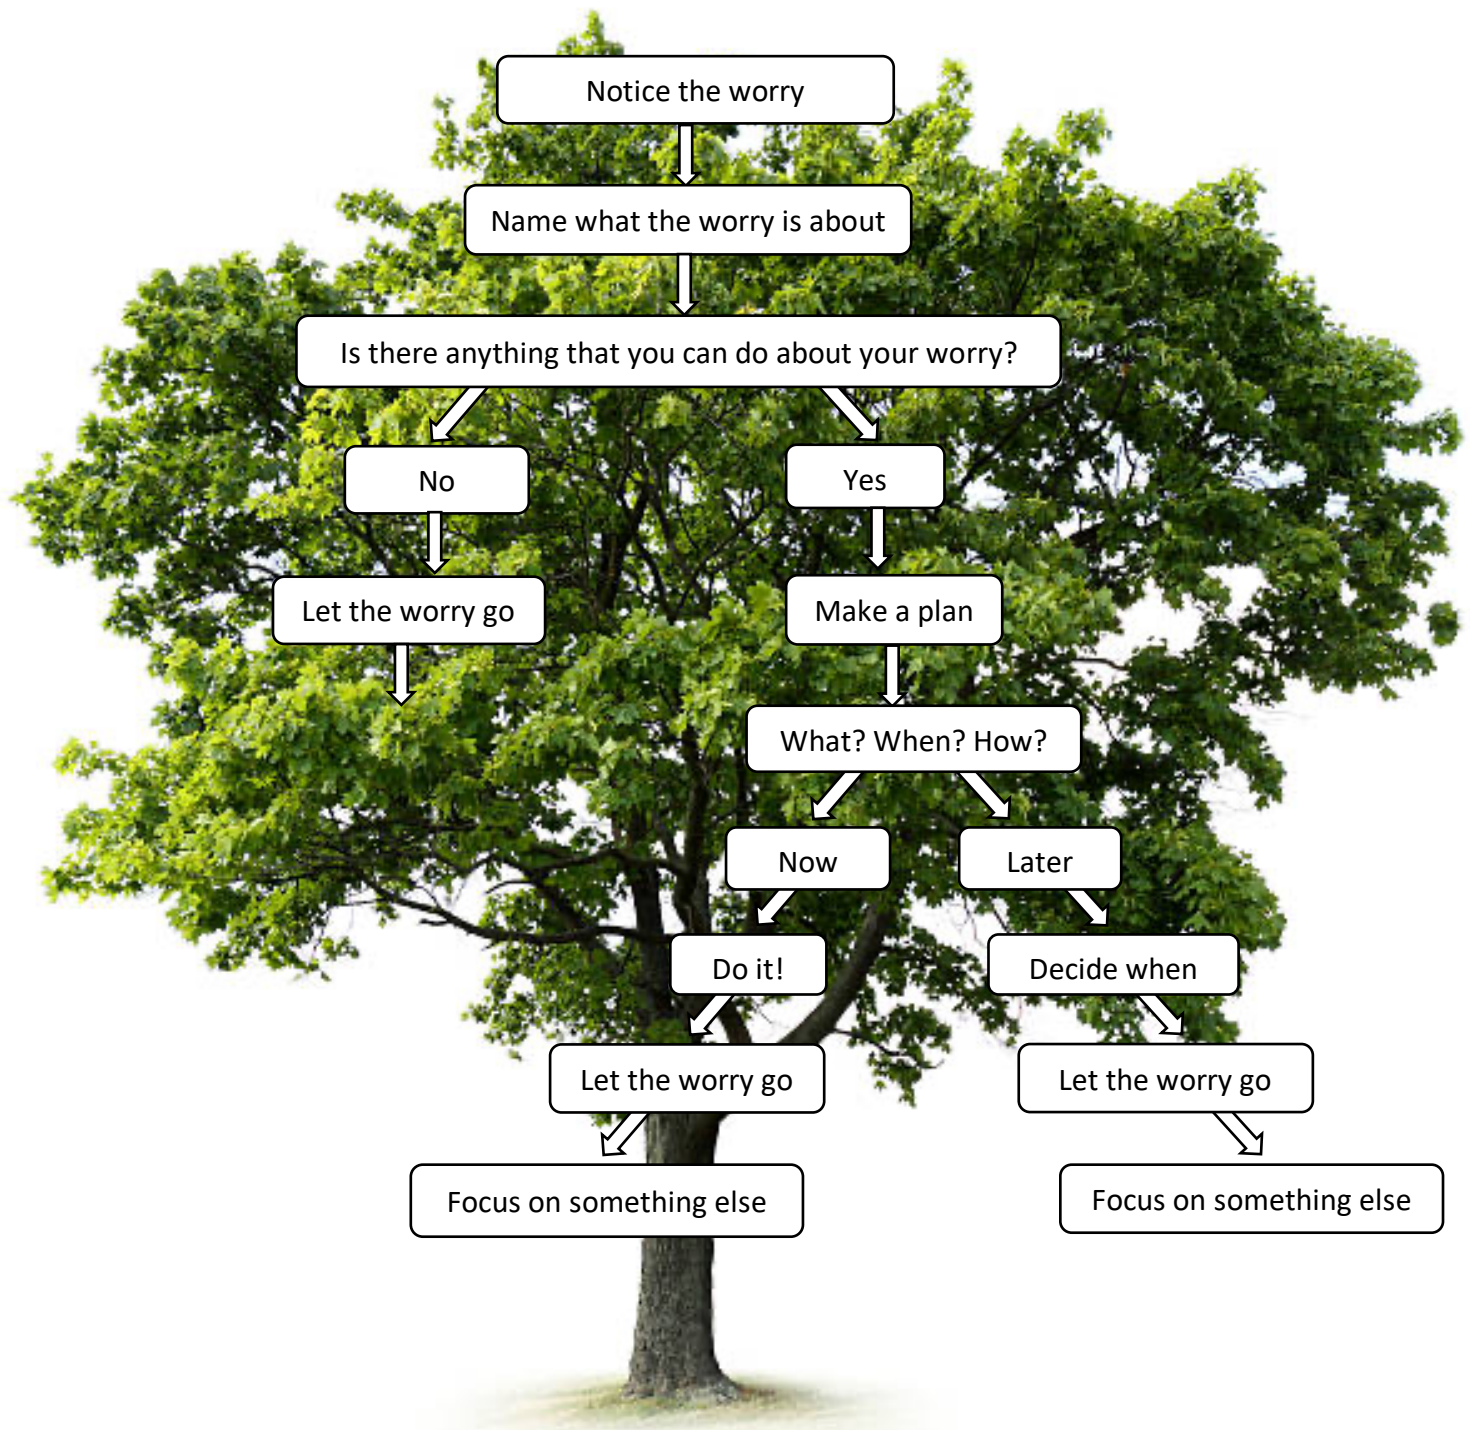 Notice the worry
Name what the worry is about
Is there anything that you can do about your worry?
No
Yes
Let the worry go
Make a plan
What? When? How?
Now
Later
Do it!
Decide when
Let the worry go
Let the worry go
Focus on something else
Focus on something else